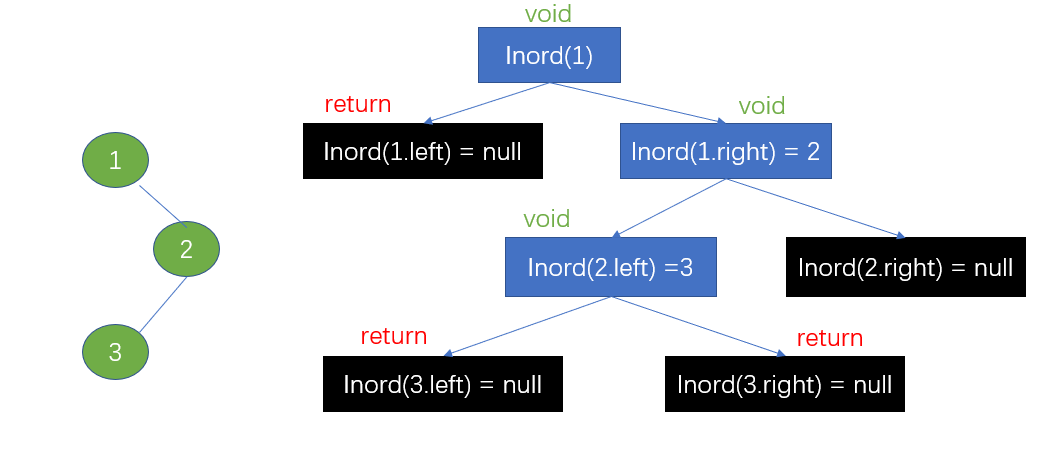 void
Inord(1)
return
void
Inord(1.left) = null
Inord(1.right) = 2
1
void
2
Inord(2.left) =3
Inord(2.right) = null
return
return
3
Inord(3.left) = null
Inord(3.right) = null